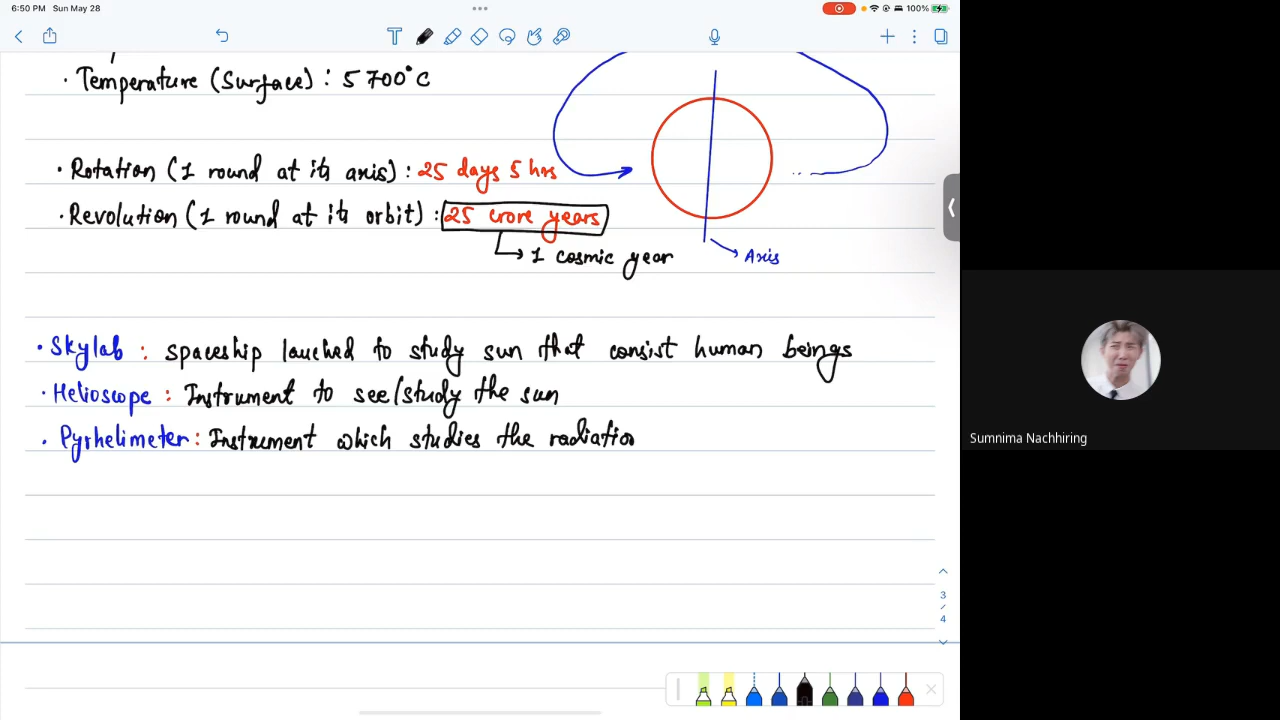 6:50 PM Sun May 28
100%
· Temperature (Surface) : 5700°C
· Rotation (1 round at its axis) : 25 days 5 hrs
· Revolution (1 round at its orbit) : 25 crore years
1 cosmic year
Axis
· Skylab : spaceship lauched to study sun that consist human beings
· Helioscope : Instrument to see/study the sun
· Pyrhelimeter : Instrument which studies the radiation
Sumnima Nachhiring
3
/
4